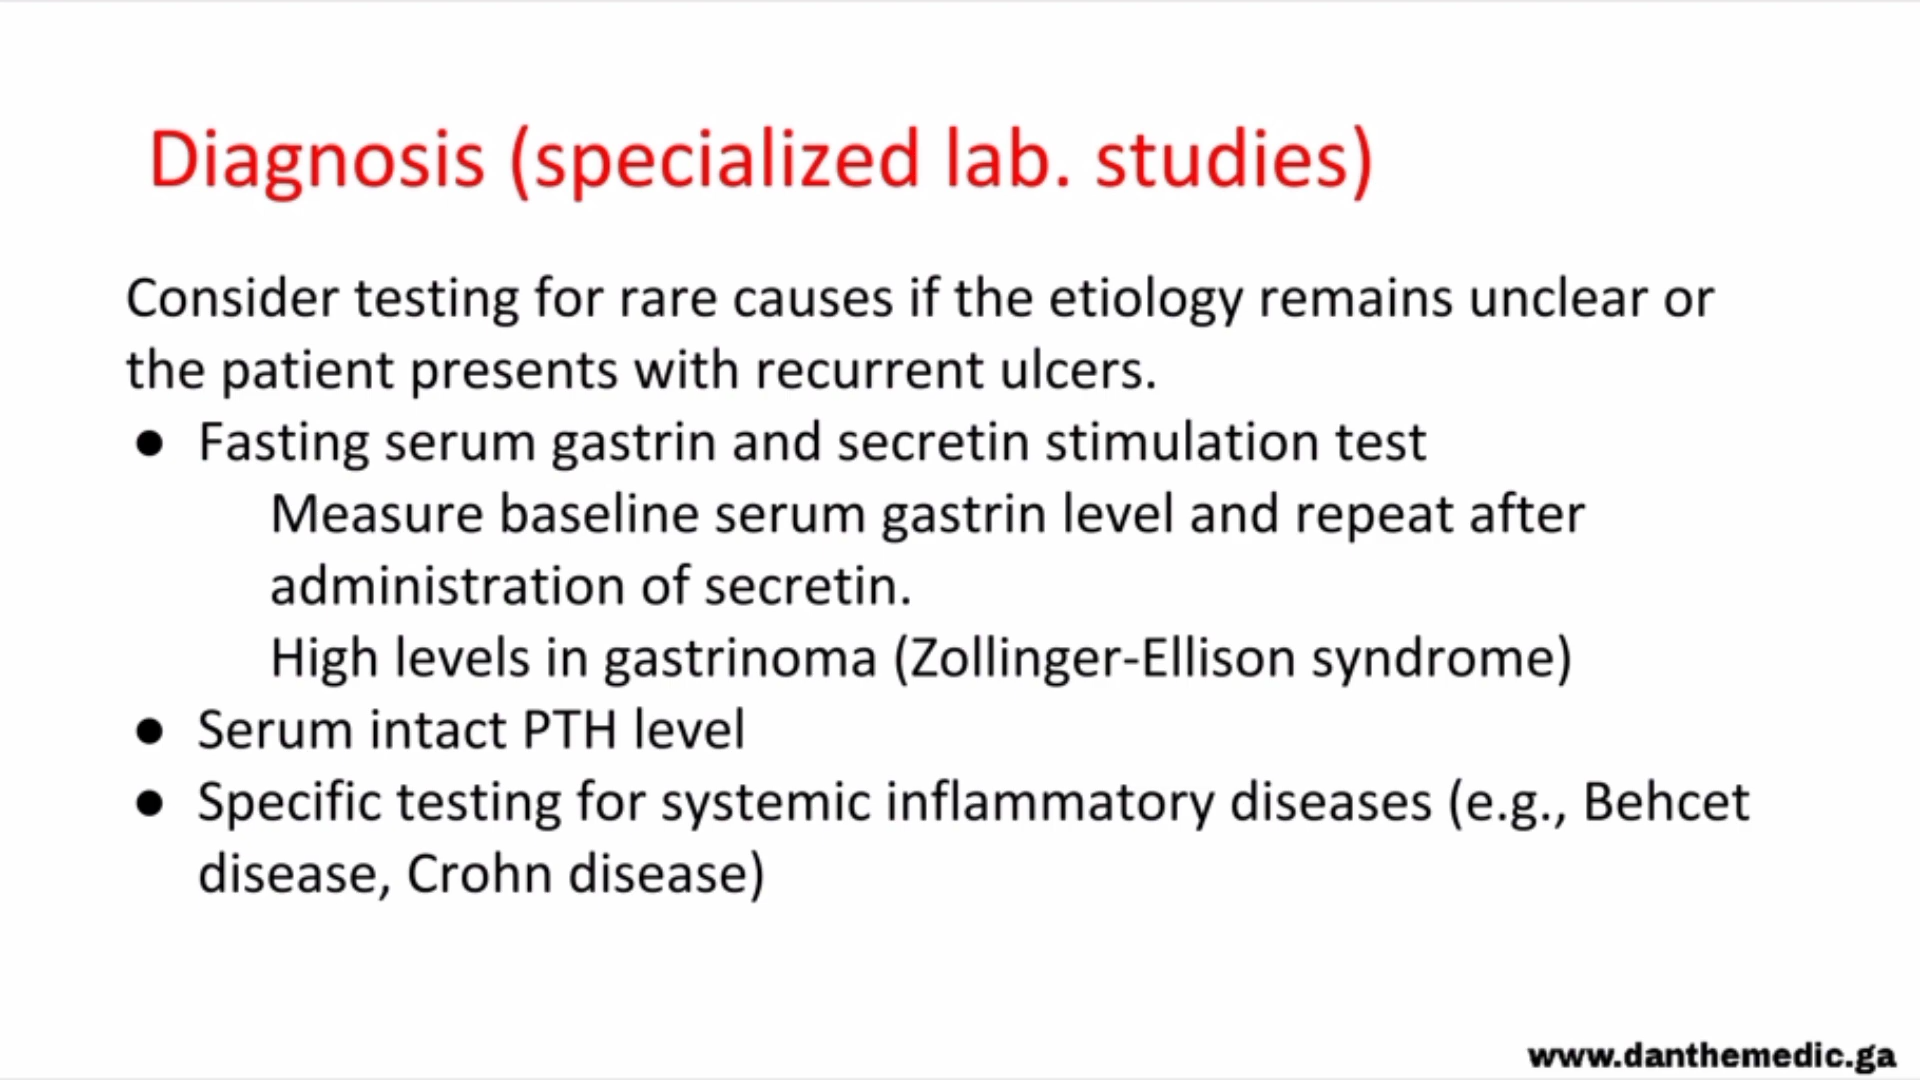 Diagnosis (specialized lab. studies)
Consider testing for rare causes if the etiology remains unclear or
the patient presents with recurrent ulcers.
● Fasting serum gastrin and secretin stimulation test
Measure baseline serum gastrin level and repeat after
administration of secretin.
High levels in gastrinoma (Zollinger-Ellison syndrome)
● Serum intact PTH level
● Specific testing for systemic inflammatory diseases (e.g., Behcet
disease, Crohn disease)
www.danthemedic.ga